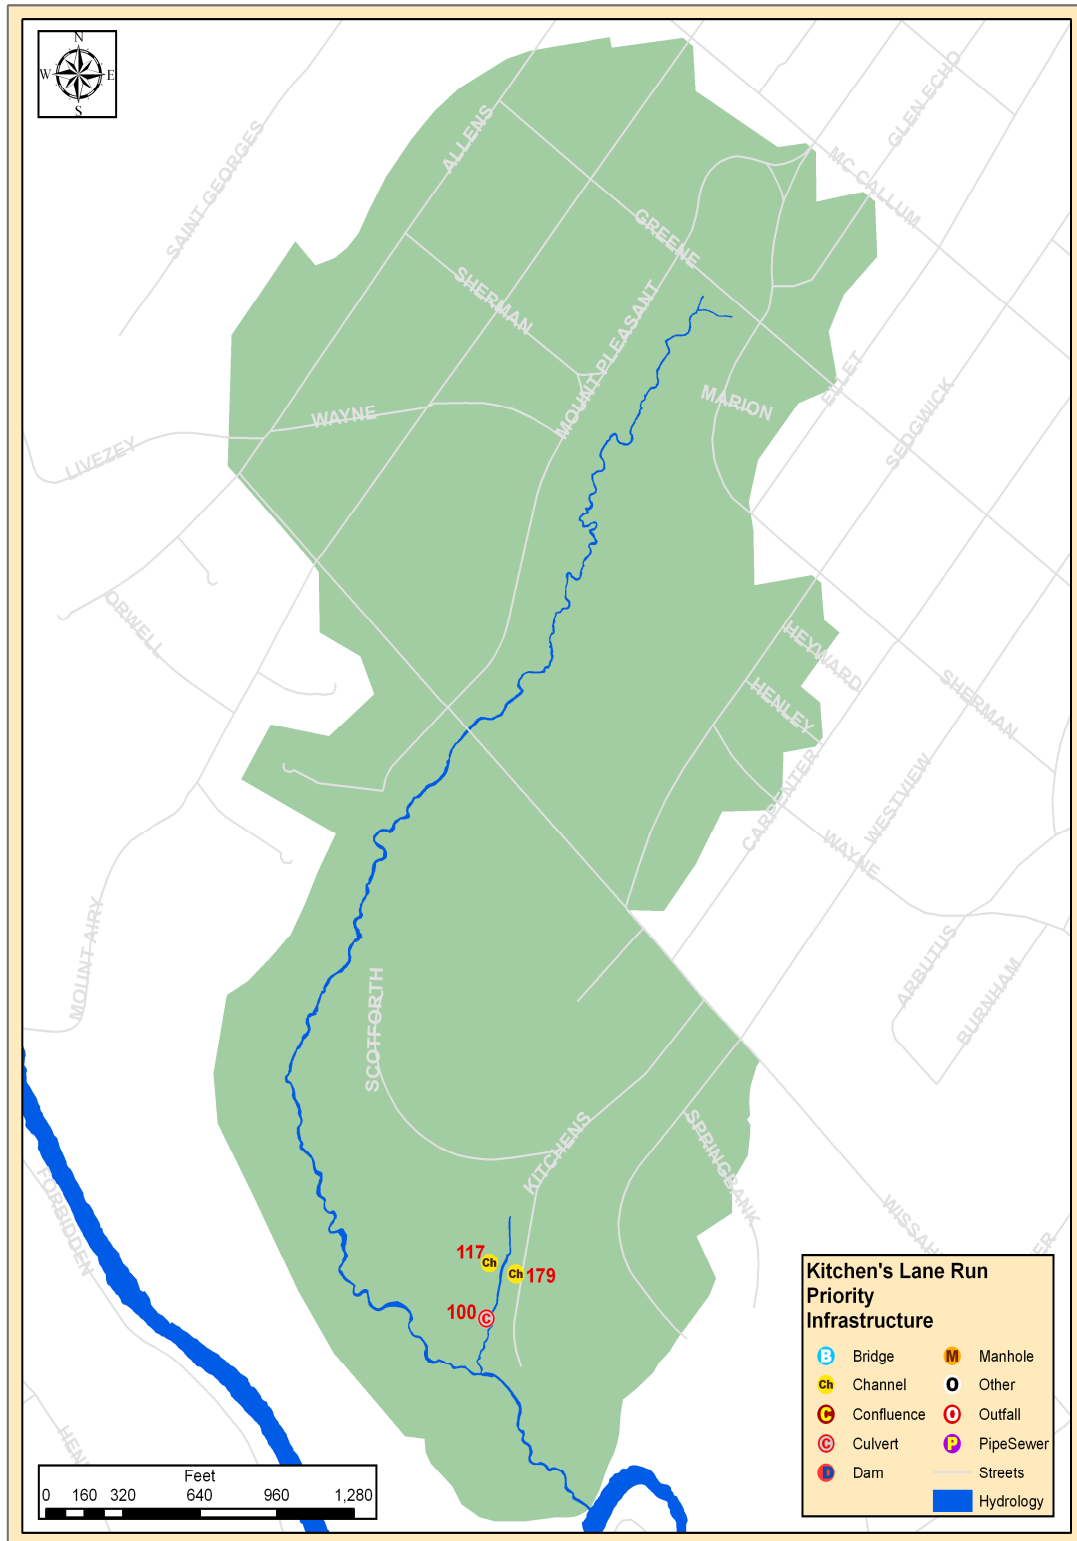 N
W E
S
SAINT GEORGES
ALLENS
GLEN ECHO
MC CALLUM
GREENE
SHERMAN
MOUNT PLEASANT
MARION
ELLET
SEDGWICK
WAYNE
LIVEZEY
ORWELL
HEYWARD
HENLEY
SHERMAN
CARPENTER
WESTVIEW
WAYNE
MOUNT AIRY
ARBUTUS
BURNHAM
SCOTFORTH
KITCHENS
SPRINGBANK
FORBIDDEN
WISSAH
ER
HEN
117
Ch
Ch 179
100 C
Kitchen's Lane Run
Priority
Infrastructure
B Bridge
M Manhole
Ch Channel
O Other
C Confluence
O Outfall
C Culvert
P PipeSewer
D Dam
Streets
Hydrology
Feet
0 160 320 640 960 1,280